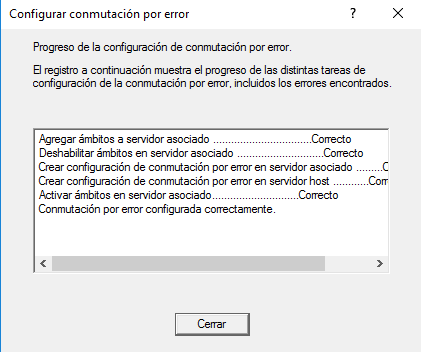 Configurar conmutación por error
Progreso de la configuración de conmutación por error.
El registro a continuación muestra el progreso de las distintas tareas de
configuración de la conmutación por error, incluidos los errores encontrados.
Agregar ámbitos a servidor asociado ................................Correcto
Deshabilitar ámbitos en servidor asociado ............................Correcto
Crear configuración de conmutación por error en servidor asociado .........C
Crear configuración de conmutación por error en servidor host ............Corr
Activar ámbitos en servidor asociado............................Correcto
Conmutación por error configurada correctamente.
Cerrar